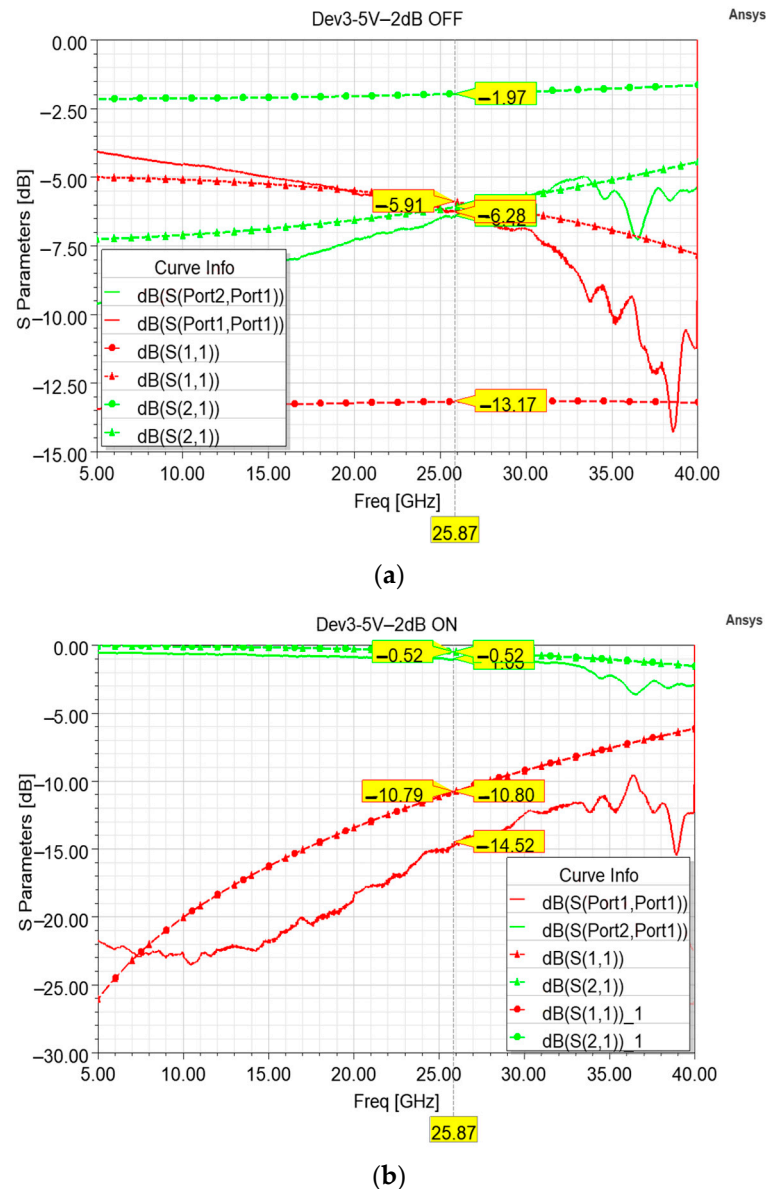 Dev3-5V–2dB OFF
Ansys
0.00
–2.50
–5.00
–7.50
–10.00
–12.50
–15.00
S Parameters [dB]
–1.97
–5.91
–6.28
–13.17
Curve Info
dB(S(Port2,Port1))
dB(S(Port1,Port1))
dB(S(1,1))
dB(S(1,1))
dB(S(2,1))
dB(S(2,1))
5.00 10.00 15.00 20.00 25.00 30.00 35.00 40.00
Freq [GHz]
25.87
(a)
Dev3-5V–2dB ON
Ansys
0.00
–5.00
–10.00
–15.00
–20.00
–25.00
–30.00
S Parameters [dB]
–0.52
–0.52
–10.79
–10.80
–14.52
Curve Info
dB(S(Port1,Port1))
dB(S(Port2,Port1))
dB(S(1,1))
dB(S(2,1))
dB(S(1,1))_1
dB(S(2,1))_1
5.00 10.00 15.00 20.00 25.00 30.00 35.00 40.00
Freq [GHz]
25.87
(b)